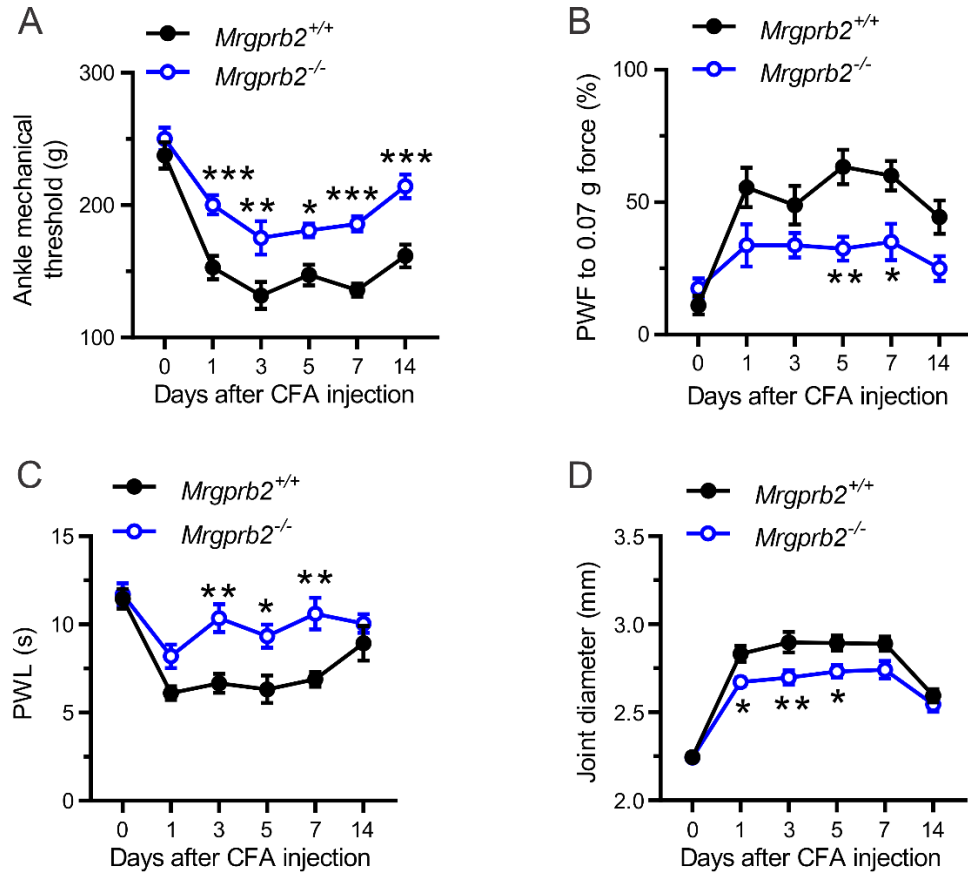 A
Mrgprb2+/+
Mrgprb2-/-
300
200
100
Ankle mechanical
threshold (g)
***
**
*
***
***
0 1 3 5 7 14
Days after CFA injection
B
Mrgprb2+/+
Mrgprb2-/-
100
50
0
PWF to 0.07 g force (%)
**
*
0 1 3 5 7 14
Days after CFA injection
C
Mrgprb2+/+
Mrgprb2-/-
15
10
5
0
PWL (s)
**
*
**
0 1 3 5 7 14
Days after CFA injection
D
Mrgprb2+/+
Mrgprb2-/-
3.5
3.0
2.5
2.0
Joint diameter (mm)
*
**
*
0 1 3 5 7 14
Days after CFA injection